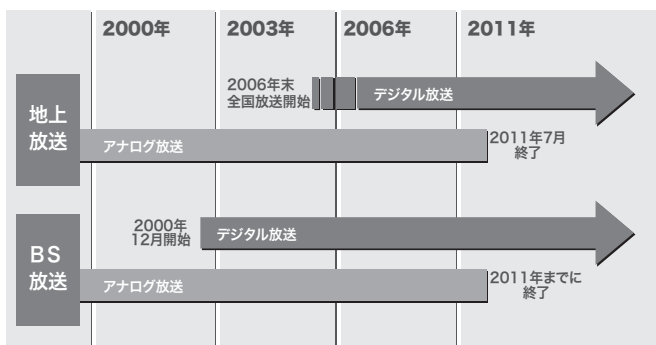 2000年
2003年
2006年
2011年
地上
放送
2006年末
全国放送開始
デジタル放送
アナログ放送
2011年7月
終了
BS
放送
2000年
12月開始
デジタル放送
アナログ放送
2011年までに
終了